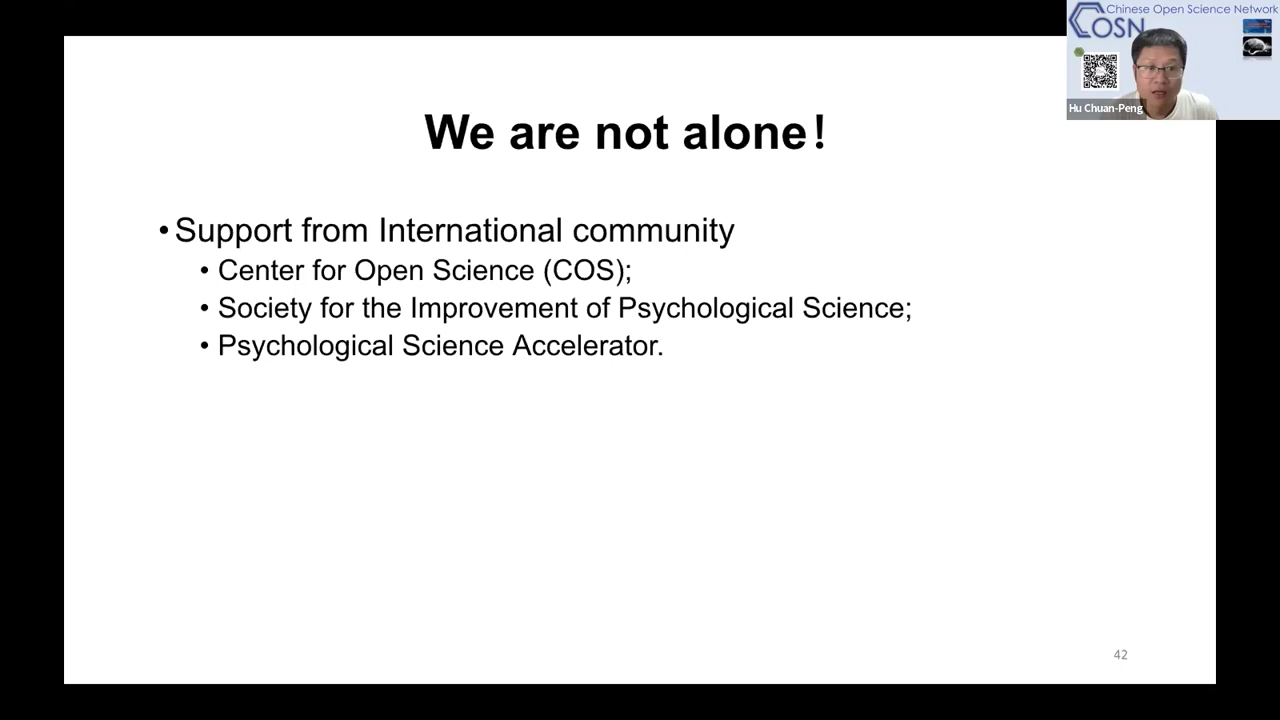 Chinese Open Science Network
COSN
Hu Chuan-Peng
We are not alone！
• Support from International community
• Center for Open Science (COS);
• Society for the Improvement of Psychological Science;
• Psychological Science Accelerator.
42